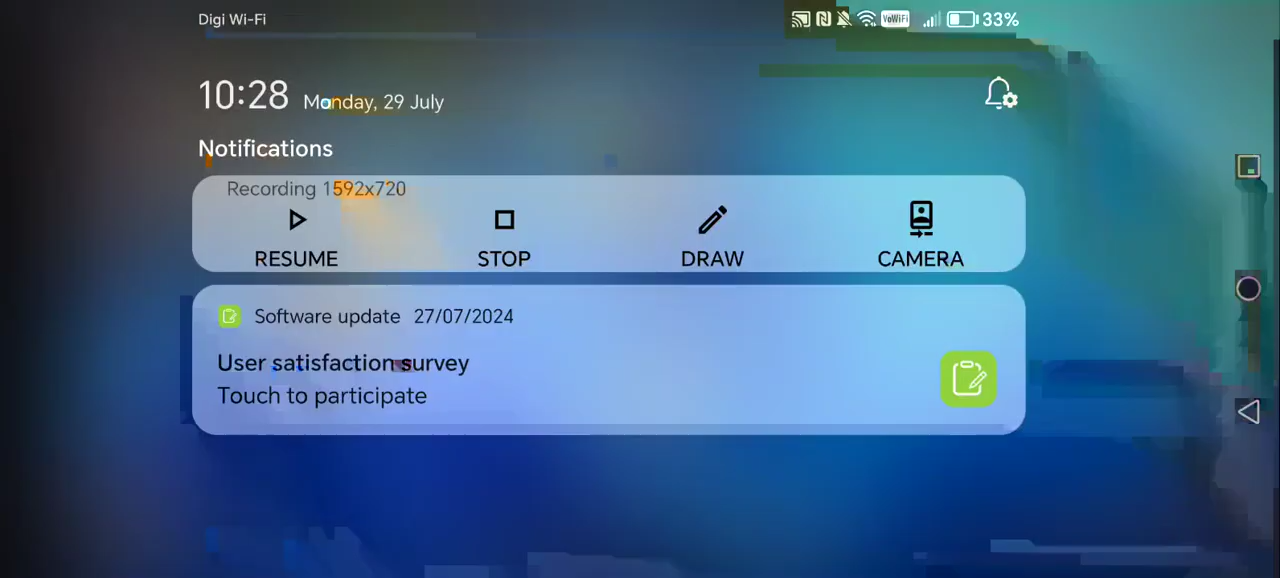 Digi Wi-Fi
VoWiFi
33%
10:28 Monday, 29 July
Notifications
Recording 1592x720
RESUME
STOP
DRAW
CAMERA
Software update 27/07/2024
User satisfaction survey
Touch to participate